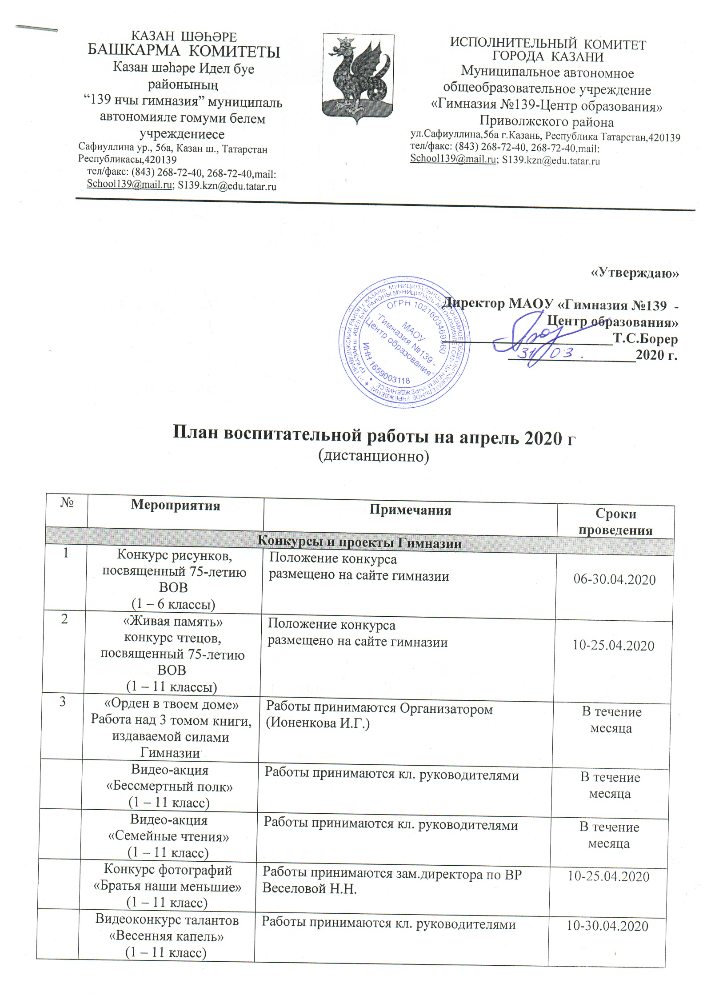 КАЗАН ШӘҺӘРЕ
БАШКАРМА КОМИТЕТЫ
Казан шәһәре Идел буе
районының
“139 нчы гимназия” муниципаль
автономияле гомуми белем
учреждениесе
Сафиуллина ур., 56а, Казан ш., Татарстан
Республикасы,420139
тел/факс: (843) 268-72-40, 268-72-40,mail:
School139@mail.ru; S139.kzn@edu.tatar.ru
ИСПОЛНИТЕЛЬНЫЙ КОМИТЕТ
ГОРОДА КАЗАНИ
Муниципальное автономное
общеобразовательное учреждение
«Гимназия №139-Центр образования»
Приволжского района
ул.Сафиуллина,56а г.Казань, Республика Татарстан,420139
тел/факс: (843) 268-72-40, 268-72-40,mail:
School139@mail.ru; S139.kzn@edu.tatar.ru
«Утверждаю»
Директор МАОУ «Гимназия №139 -
Центр образования»
Т.С.Борер
31 03. 2020 г.
ОГРН 1021603469360
МАОУ
"Гимназия №139 -
Центр образования"
ИНН 1659003118
План воспитательной работы на апрель 2020 г
(дистанционно)
№ Мероприятия Примечания Сроки
проведения
Конкурсы и проекты Гимназии
1 Конкурс рисунков,
посвященный 75-летию
ВОВ
(1 – 6 классы)
Положение конкурса
размещено на сайте гимназии
06-30.04.2020
2 «Живая память»
конкурс чтецов,
посвященный 75-летию
ВОВ
(1 – 11 классы)
Положение конкурса
размещено на сайте гимназии
10-25.04.2020
3 «Орден в твоем доме»
Работа над 3 томом книги,
издаваемой силами
Гимназии
Работы принимаются Организатором
(Ионенкова И.Г.)
В течение
месяца
Видео-акция
«Бессмертный полк»
(1 – 11 класс)
Работы принимаются кл. руководителями
В течение
месяца
Видео-акция
«Семейные чтения»
(1 – 11 класс)
Работы принимаются кл. руководителями
В течение
месяца
Конкурс фотографий
«Братья наши меньшие»
(1 – 11 класс)
Работы принимаются зам.директора по ВР
Веселовой Н.Н.
10-25.04.2020
Видеоконкурс талантов
«Весенняя капель»
(1 – 11 класс)
Работы принимаются кл. руководителями
10-30.04.2020